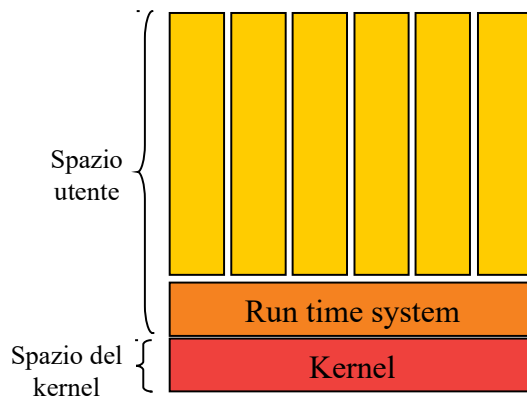 Spazio
utente
Run time system
Spazio del
kernel
Kernel